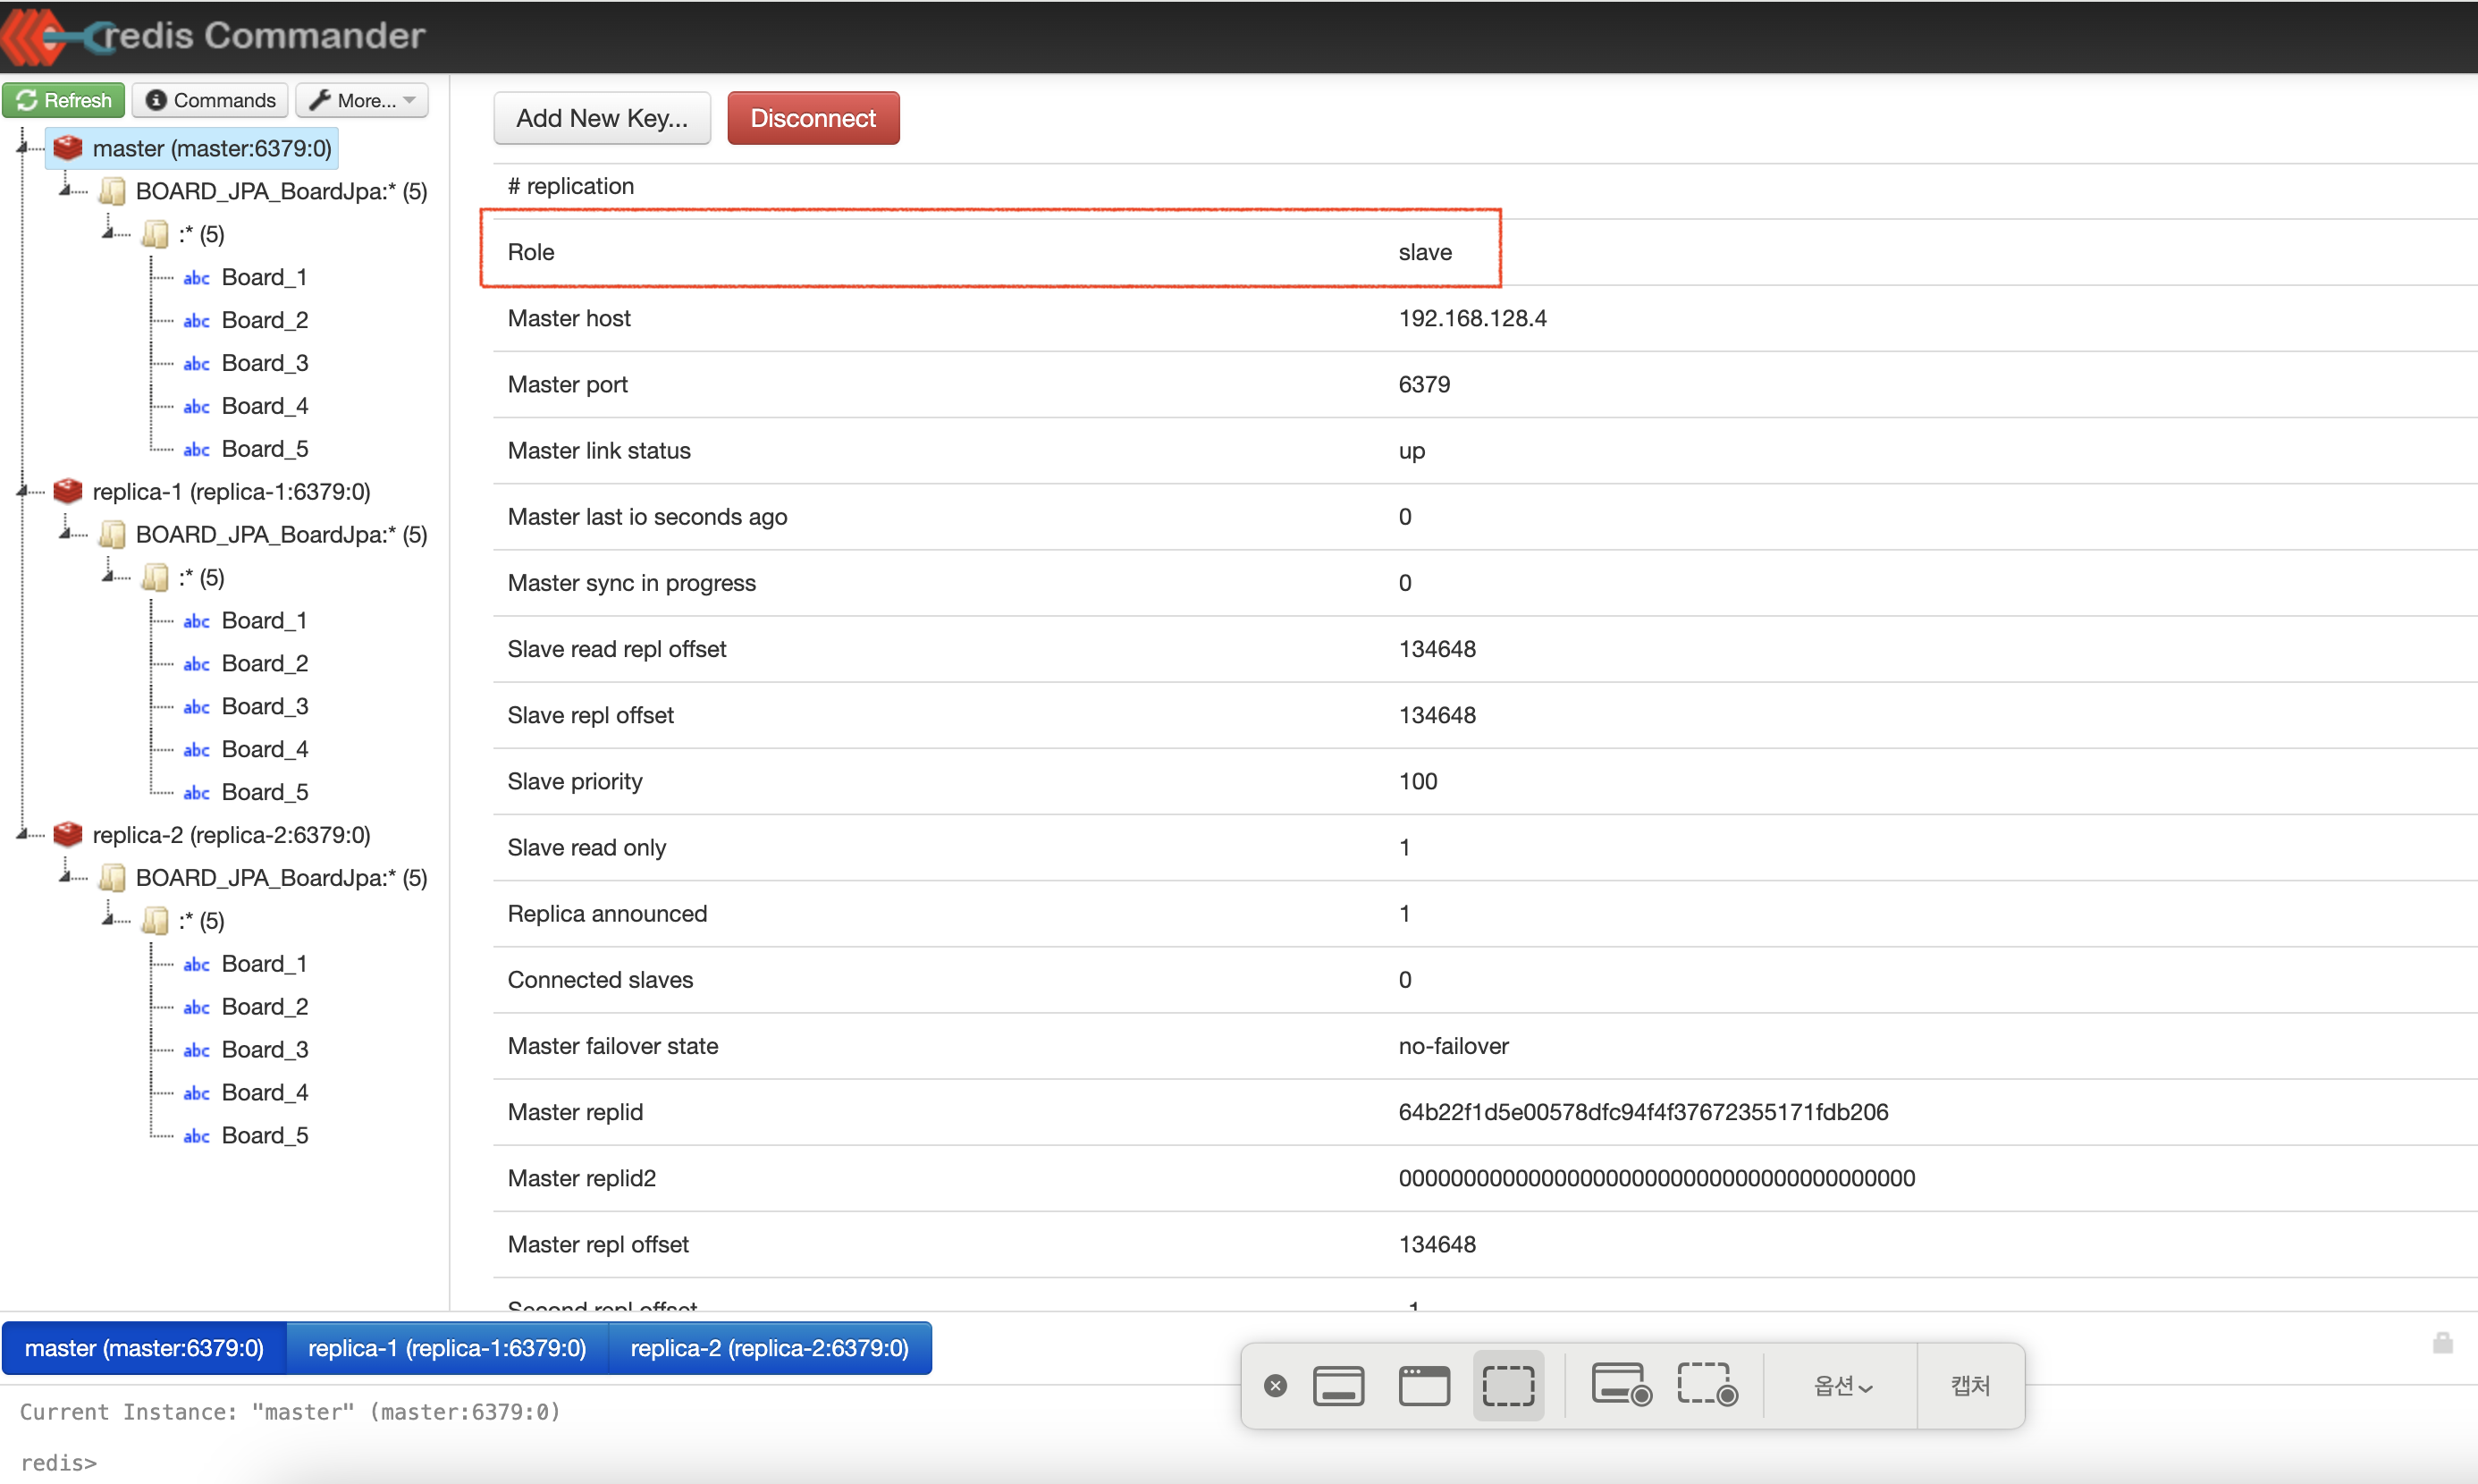 redis Commander
Refresh
Commands
More...
master (master:6379:0)
BOARD_JPA_BoardJpa:* (5)
:* (5)
abc Board_1
abc Board_2
abc Board_3
abc Board_4
abc Board_5
replica-1 (replica-1:6379:0)
BOARD_JPA_BoardJpa:* (5)
:* (5)
abc Board_1
abc Board_2
abc Board_3
abc Board_4
abc Board_5
replica-2 (replica-2:6379:0)
BOARD_JPA_BoardJpa:* (5)
:* (5)
abc Board_1
abc Board_2
abc Board_3
abc Board_4
abc Board_5
Add New Key...
Disconnect
# replication
Role slave
Master host 192.168.128.4
Master port 6379
Master link status up
Master last io seconds ago 0
Master sync in progress 0
Slave read repl offset 134648
Slave repl offset 134648
Slave priority 100
Slave read only 1
Replica announced 1
Connected slaves 0
Master failover state no-failover
Master replid 64b22f1d5e00578dfc94f4f37672355171fdb206
Master replid2 0000000000000000000000000000000000000000
Master repl offset 134648
Second repl offset -1
master (master:6379:0)
replica-1 (replica-1:6379:0)
replica-2 (replica-2:6379:0)
Current Instance: "master" (master:6379:0)
redis>
옵션
캡처